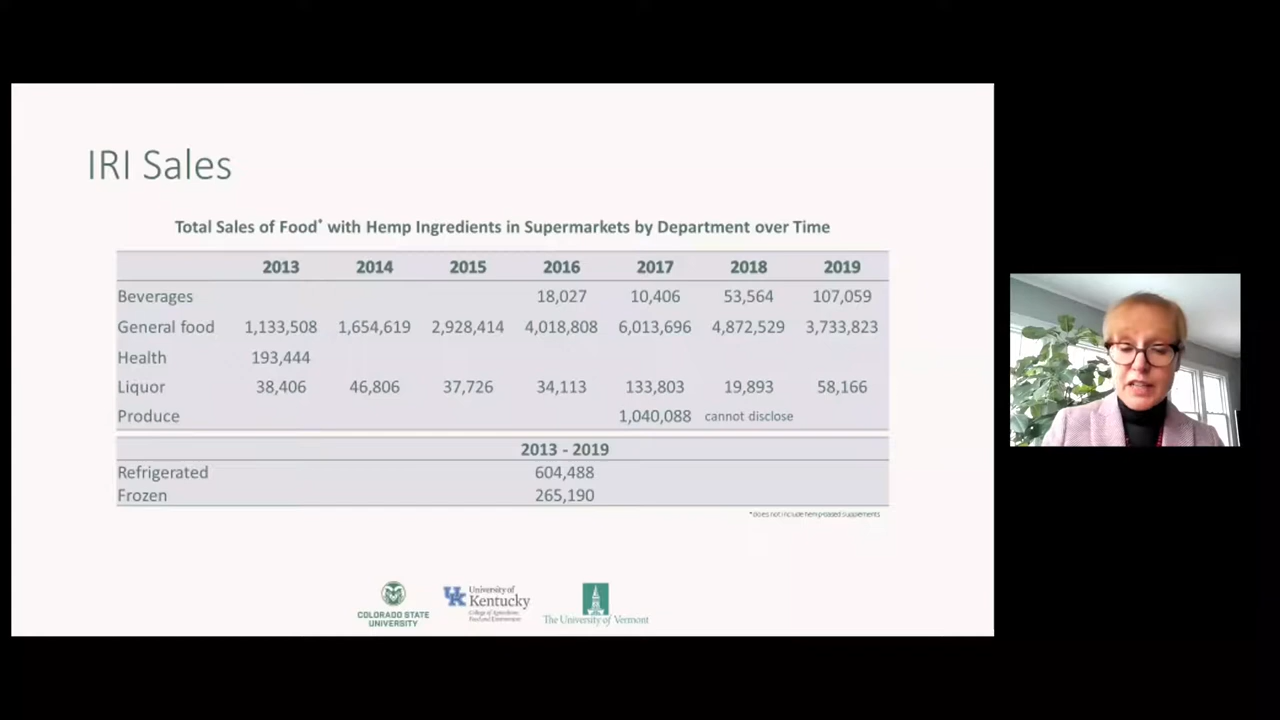 IRI Sales
Total Sales of Food* with Hemp Ingredients in Supermarkets by Department over Time
2013 2014 2015 2016 2017 2018 2019
Beverages 18,027 10,406 53,564 107,059
General food 1,133,508 1,654,619 2,928,414 4,018,808 6,013,696 4,872,529 3,733,823
Health 193,444
Liquor 38,406 46,806 37,726 34,113 133,803 19,893 58,166
Produce 1,040,088 cannot disclose
2013 - 2019
Refrigerated 604,488
Frozen 265,190
* does not include hemp-based supplements
COLORADO STATE
UNIVERSITY
UK University of
Kentucky
College of Agriculture,
Food and Environment
The University of Vermont